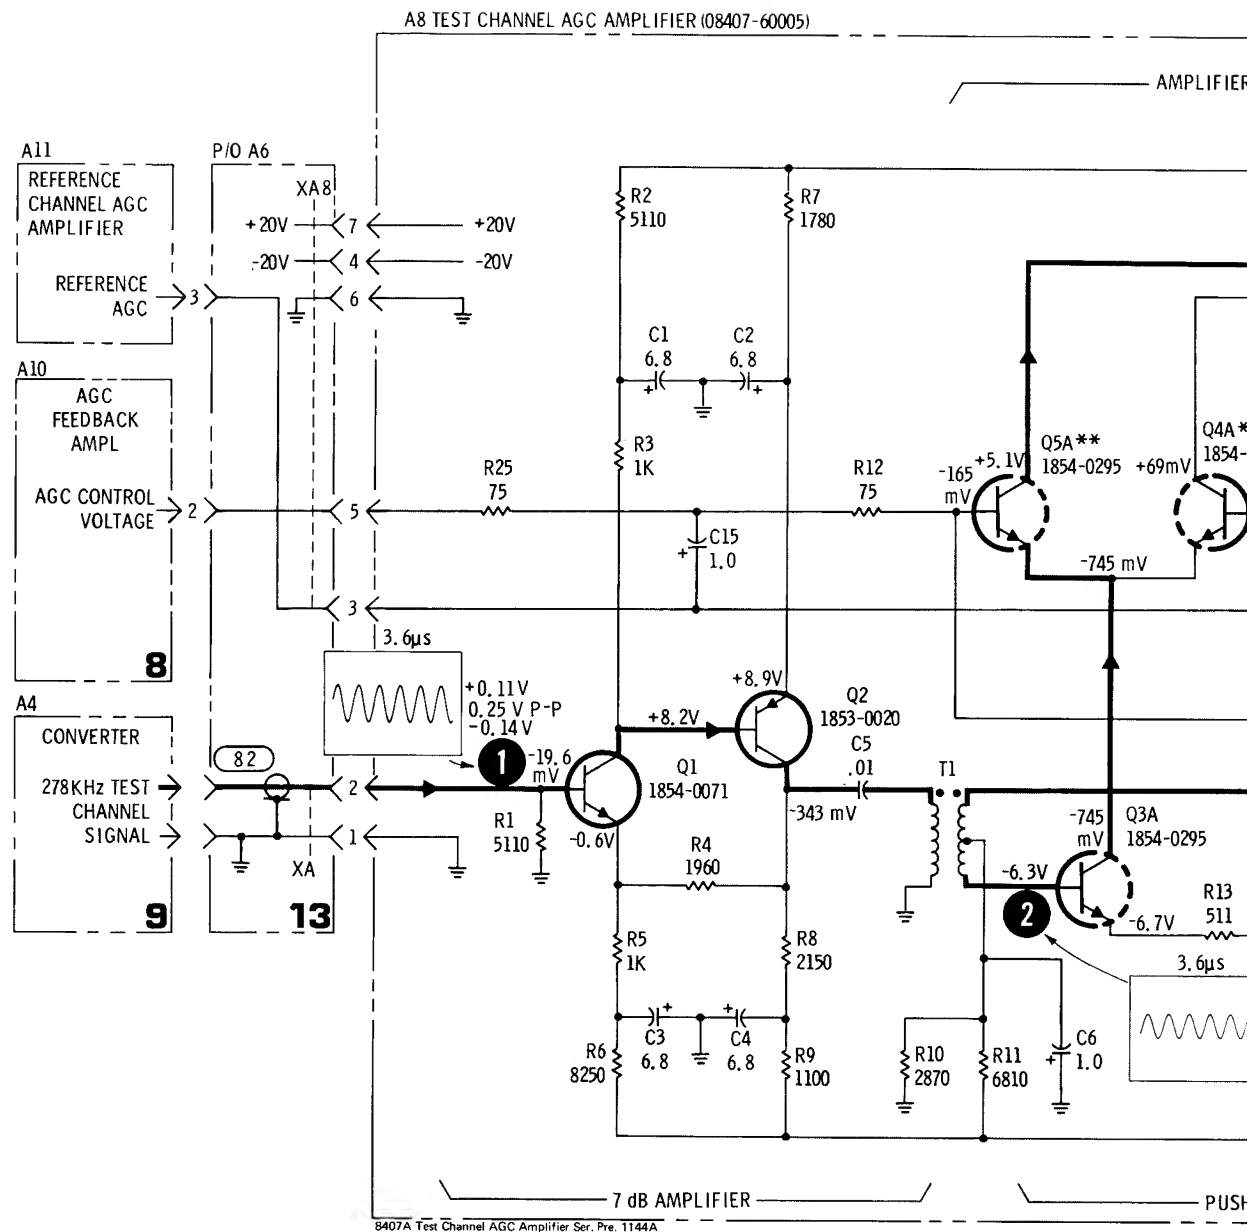 A8 TEST CHANNEL AGC AMPLIFIER (08407-60005)
AMPLIFIER
A11
REFERENCE
CHANNEL AGC
AMPLIFIER
REFERENCE
AGC
3
P/O A6
XA8
+20V
7
+20V
-20V
4
-20V
6
A10
AGC
FEEDBACK
AMPL
AGC CONTROL
VOLTAGE
2
5
8
3
R2
5110
R7
1780
C1
6.8
+
C2
6.8
+
R3
1K
R25
75
R12
75
C15
1.0
+
-165
mV
+5.1V
Q5A**
1854-0295
+69mV
Q4A*
1854-
-745 mV
3.6µs
+0.11V
0.25 V P-P
-0.14V
A4
CONVERTER
278KHz TEST
CHANNEL
SIGNAL
9
82
2
1
XA
13
1
-19.6
mV
R1
5110
Q1
1854-0071
-0.6V
+8.2V
+8.9V
Q2
1853-0020
C5
.01
-343 mV
T1
R4
1960
R5
1K
R8
2150
C3
6.8
+
C4
6.8
+
R6
8250
R9
1100
R10
2870
R11
6810
C6
1.0
+
-745
mV
Q3A
1854-0295
-6.3V
2
-6.7V
R13
511
3.6µs
7 dB AMPLIFIER
PUSH
8407A Test Channel AGC Amplifier Ser. Pre. 1144A